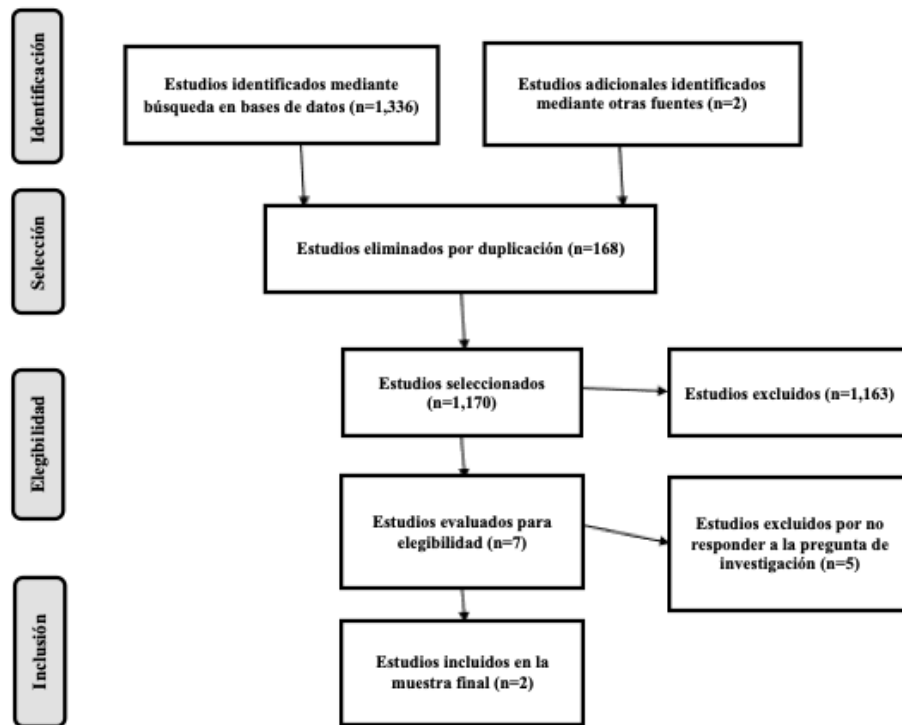 Identificación
Estudios identificados mediante
búsqueda en bases de datos (n=1,336)
Estudios adicionales identificados
mediante otras fuentes (n=2)
Selección
Estudios eliminados por duplicación (n=168)
Elegibilidad
Estudios seleccionados
(n=1,170)
Estudios excluidos (n=1,163)
Estudios evaluados para
elegibilidad (n=7)
Estudios excluidos por no
responder a la pregunta de
investigación (n=5)
Inclusión
Estudios incluidos en la
muestra final (n=2)